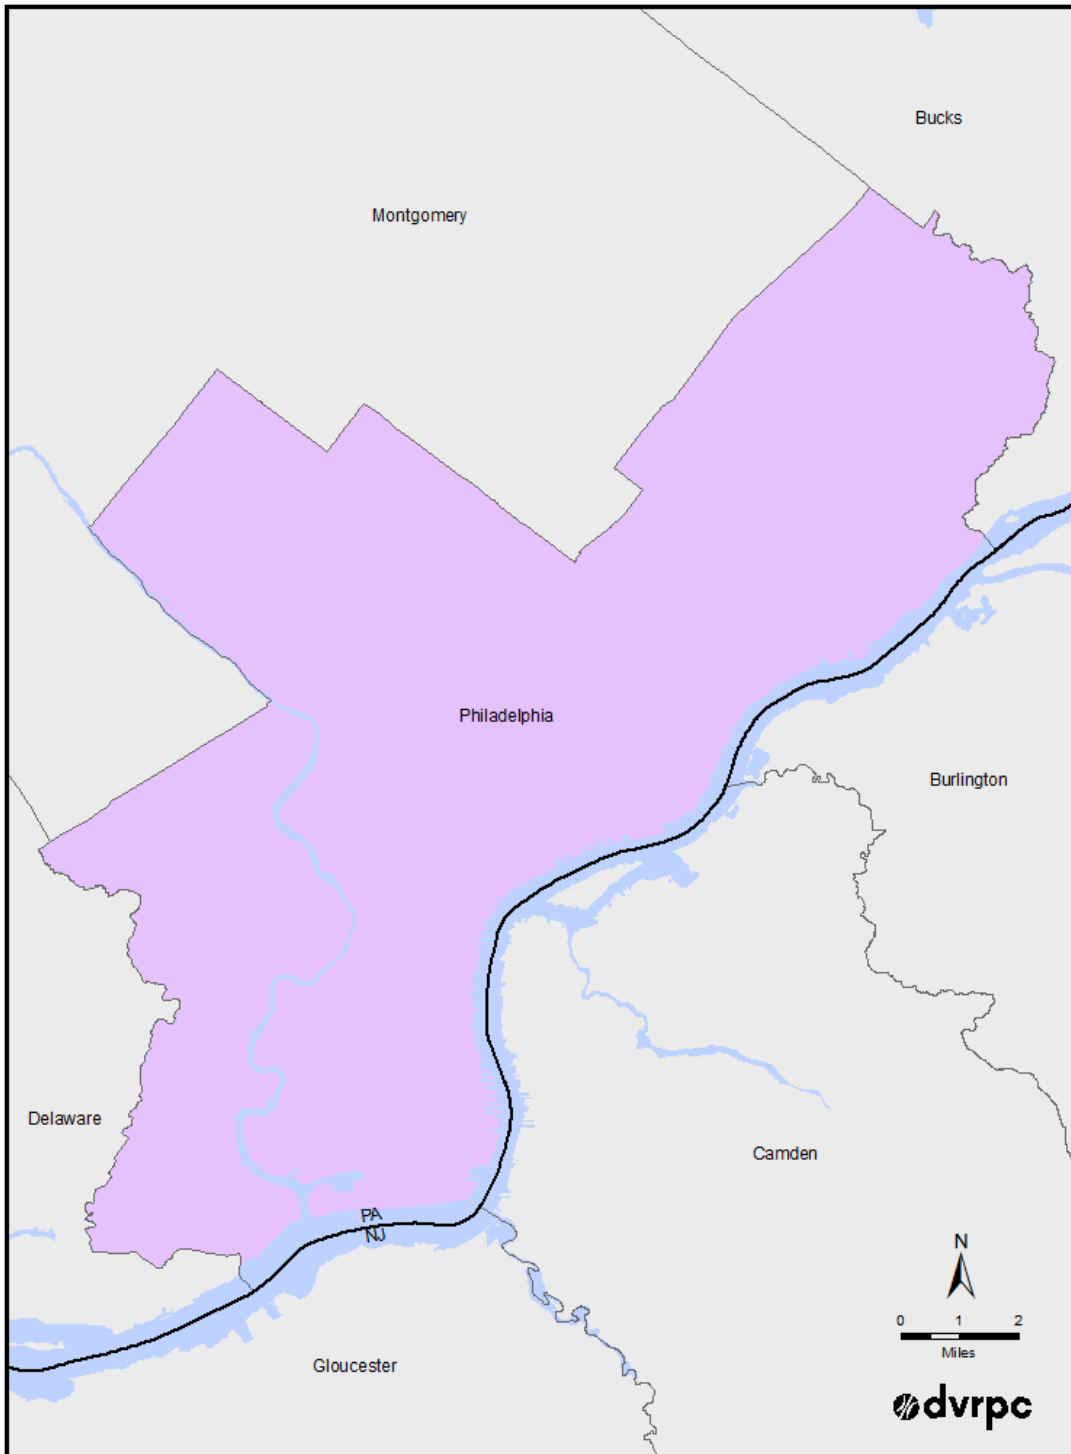 Bucks
Montgomery
Philadelphia
Burlington
Delaware
Camden
PA
NJ
N
0 1 2
Miles
Gloucester
dvrpc